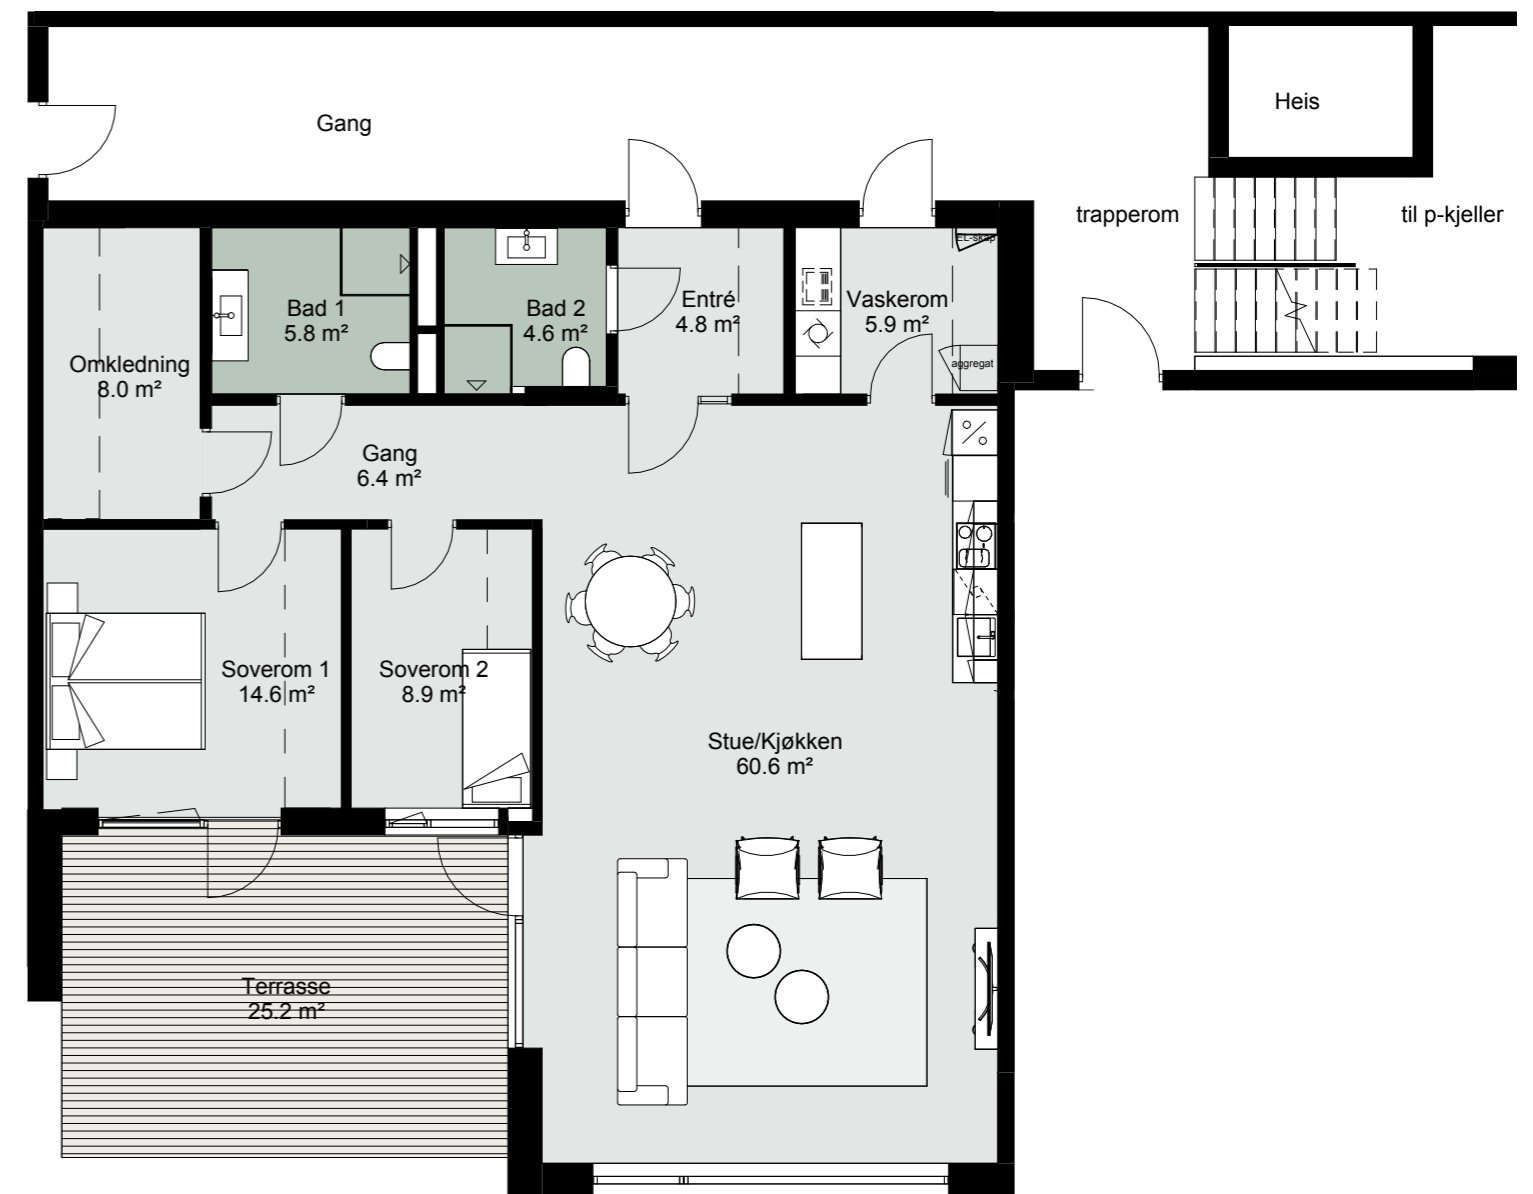 Heis
Gang
trapperom
til p-kjeller
EL-skap
Bad 1
5.8 m²
Bad 2
4.6 m²
Entré
4.8 m²
Vaskerom
5.9 m²
Omkledning
8.0 m²
aggregat
Gang
6.4 m²
Soverom 1
14.6 m²
Soverom 2
8.9 m²
Stue/Kjøkken
60.6 m²
Terrasse
25.2 m²